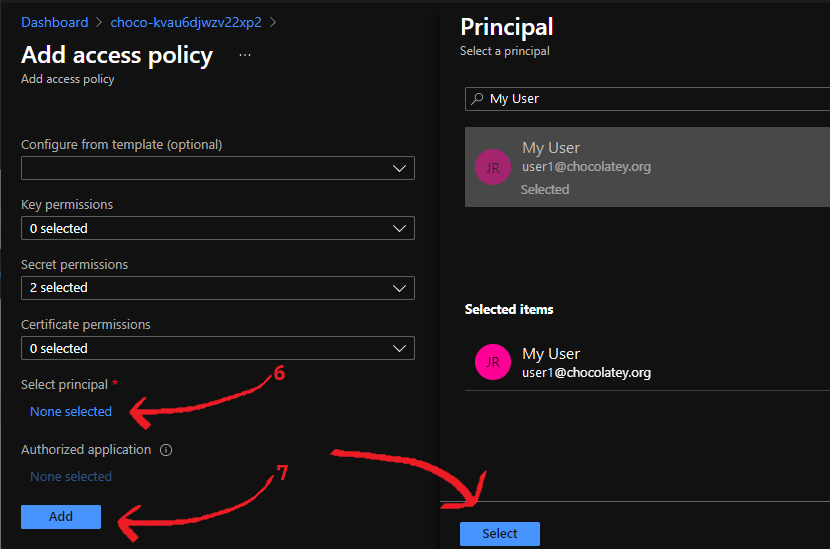 Dashboard > choco-kvau6djwzv22xp2 >
Add access policy ...
Add access policy
Configure from template (optional)
Key permissions
0 selected
Secret permissions
2 selected
Certificate permissions
0 selected
Select principal *
6
None selected
Authorized application
None selected
7
Add
Principal
Select a principal
My User
JR
My User
user1@chocolatey.org
Selected
Selected items
JR
My User
user1@chocolatey.org
Select